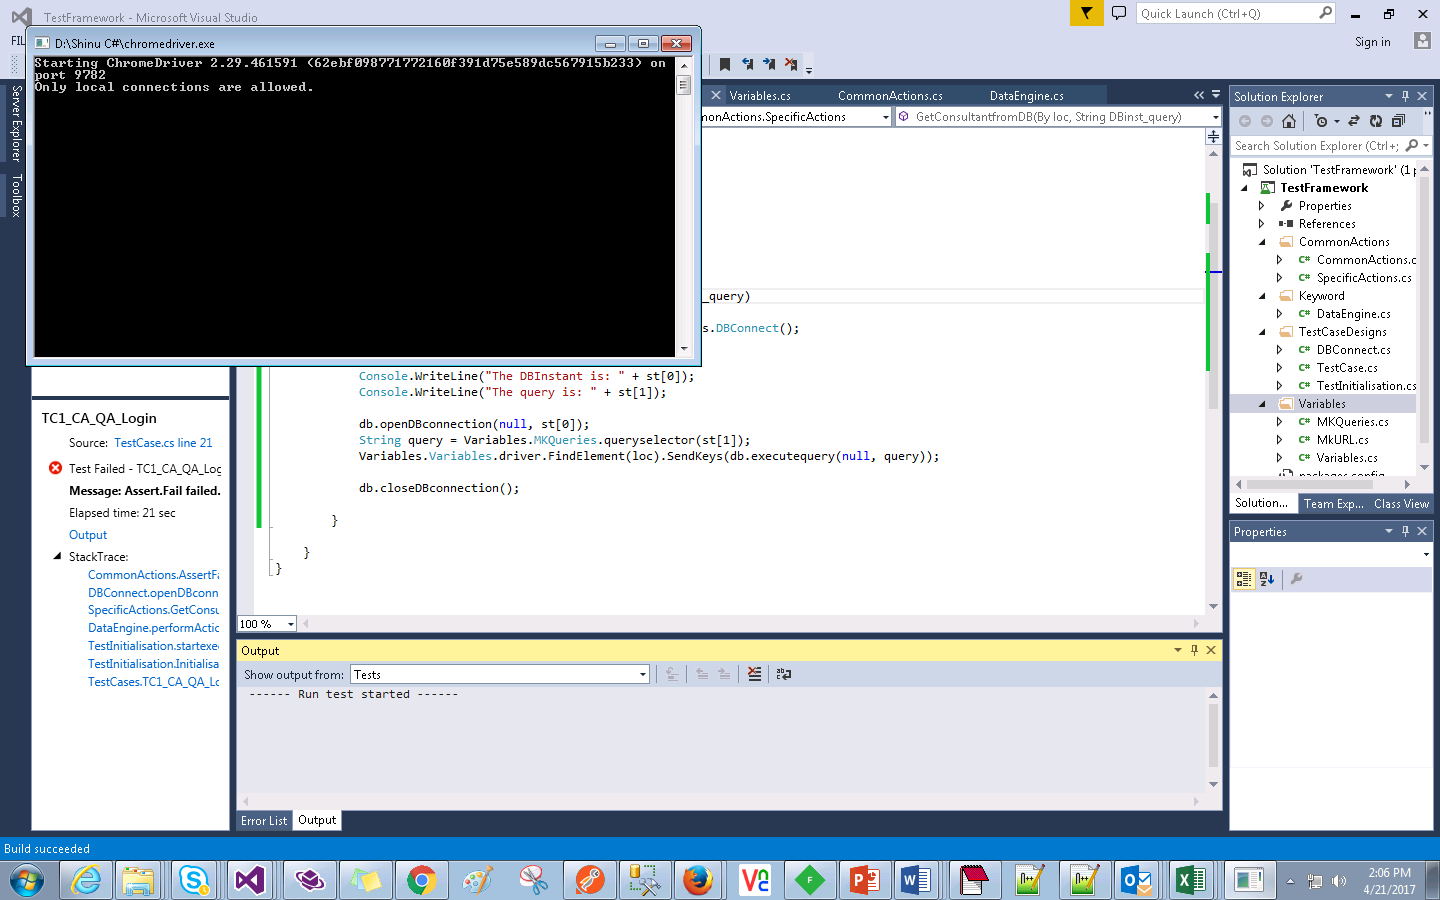 TestFramework - Microsoft Visual Studio
Quick Launch (Ctrl+Q)
FIL
Sign in
D:\Shinu C#\chromedriver.exe
Starting ChromeDriver 2.29.461591 (62ebf098771772160f391d75e589dc567915b233) on
port 9782
Only local connections are allowed.
Server Explorer
Toolbox
Variables.cs
CommonActions.cs
DataEngine.cs
monActions.SpecificActions
GetConsultantfromDB(By loc, String DBinst_query)
_query)
s.DBConnect();
Console.WriteLine("The DBInstant is: " + st[0]);
Console.WriteLine("The query is: " + st[1]);
db.openDBconnection(null, st[0]);
String query = Variables.MKQueries.queryselector(st[1]);
Variables.Variables.driver.FindElement(loc).SendKeys(db.executequery(null, query));
db.closeDBconnection();
}
}
}
100 %
TC1_CA_QA_Login
Source: TestCase.cs line 21
Test Failed - TC1_CA_QA_Log
Message: Assert.Fail failed.
Elapsed time: 21 sec
Output
StackTrace:
CommonActions.AssertFa
DBConnect.openDBconn
SpecificActions.GetConsu
DataEngine.performActio
TestInitialisation.startexe
TestInitialisation.Initialisa
TestCases.TC1_CA_QA_Lo
Output
Show output from: Tests
------ Run test started ------
Error List
Output
Solution Explorer
Search Solution Explorer (Ctrl+;
Solution 'TestFramework' (1 p
TestFramework
Properties
References
CommonActions
C# CommonActions.c
C# SpecificActions.cs
Keyword
C# DataEngine.cs
TestCaseDesigns
C# DBConnect.cs
C# TestCase.cs
C# TestInitialisation.cs
Variables
C# MKQueries.cs
C# MkURL.cs
C# Variables.cs
packages.config
Solution...
Team Exp...
Class View
Properties
Build succeeded
2:06 PM
4/21/2017